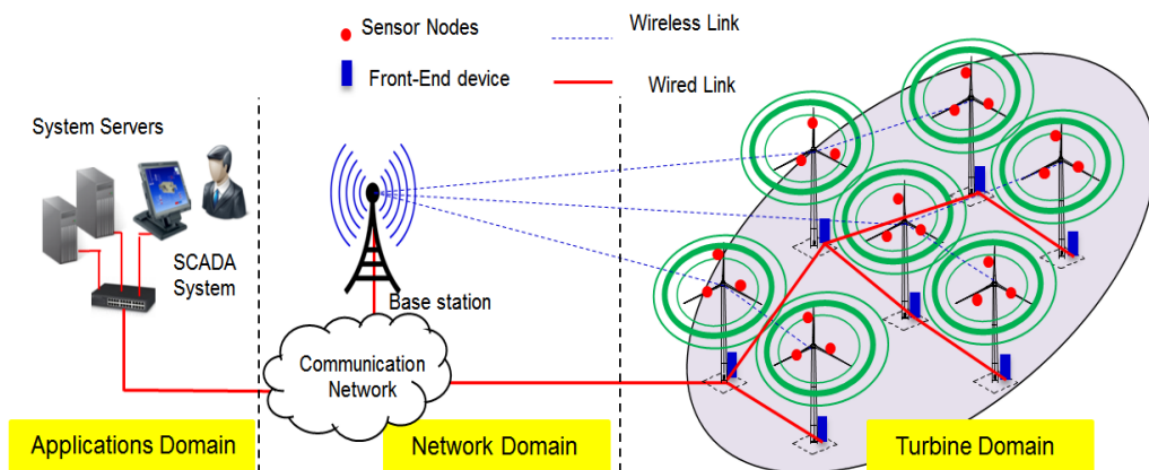 Sensor Nodes
Wireless Link
Front-End device
Wired Link
System Servers
SCADA
System
Base station
Communication
Network
Applications Domain
Network Domain
Turbine Domain